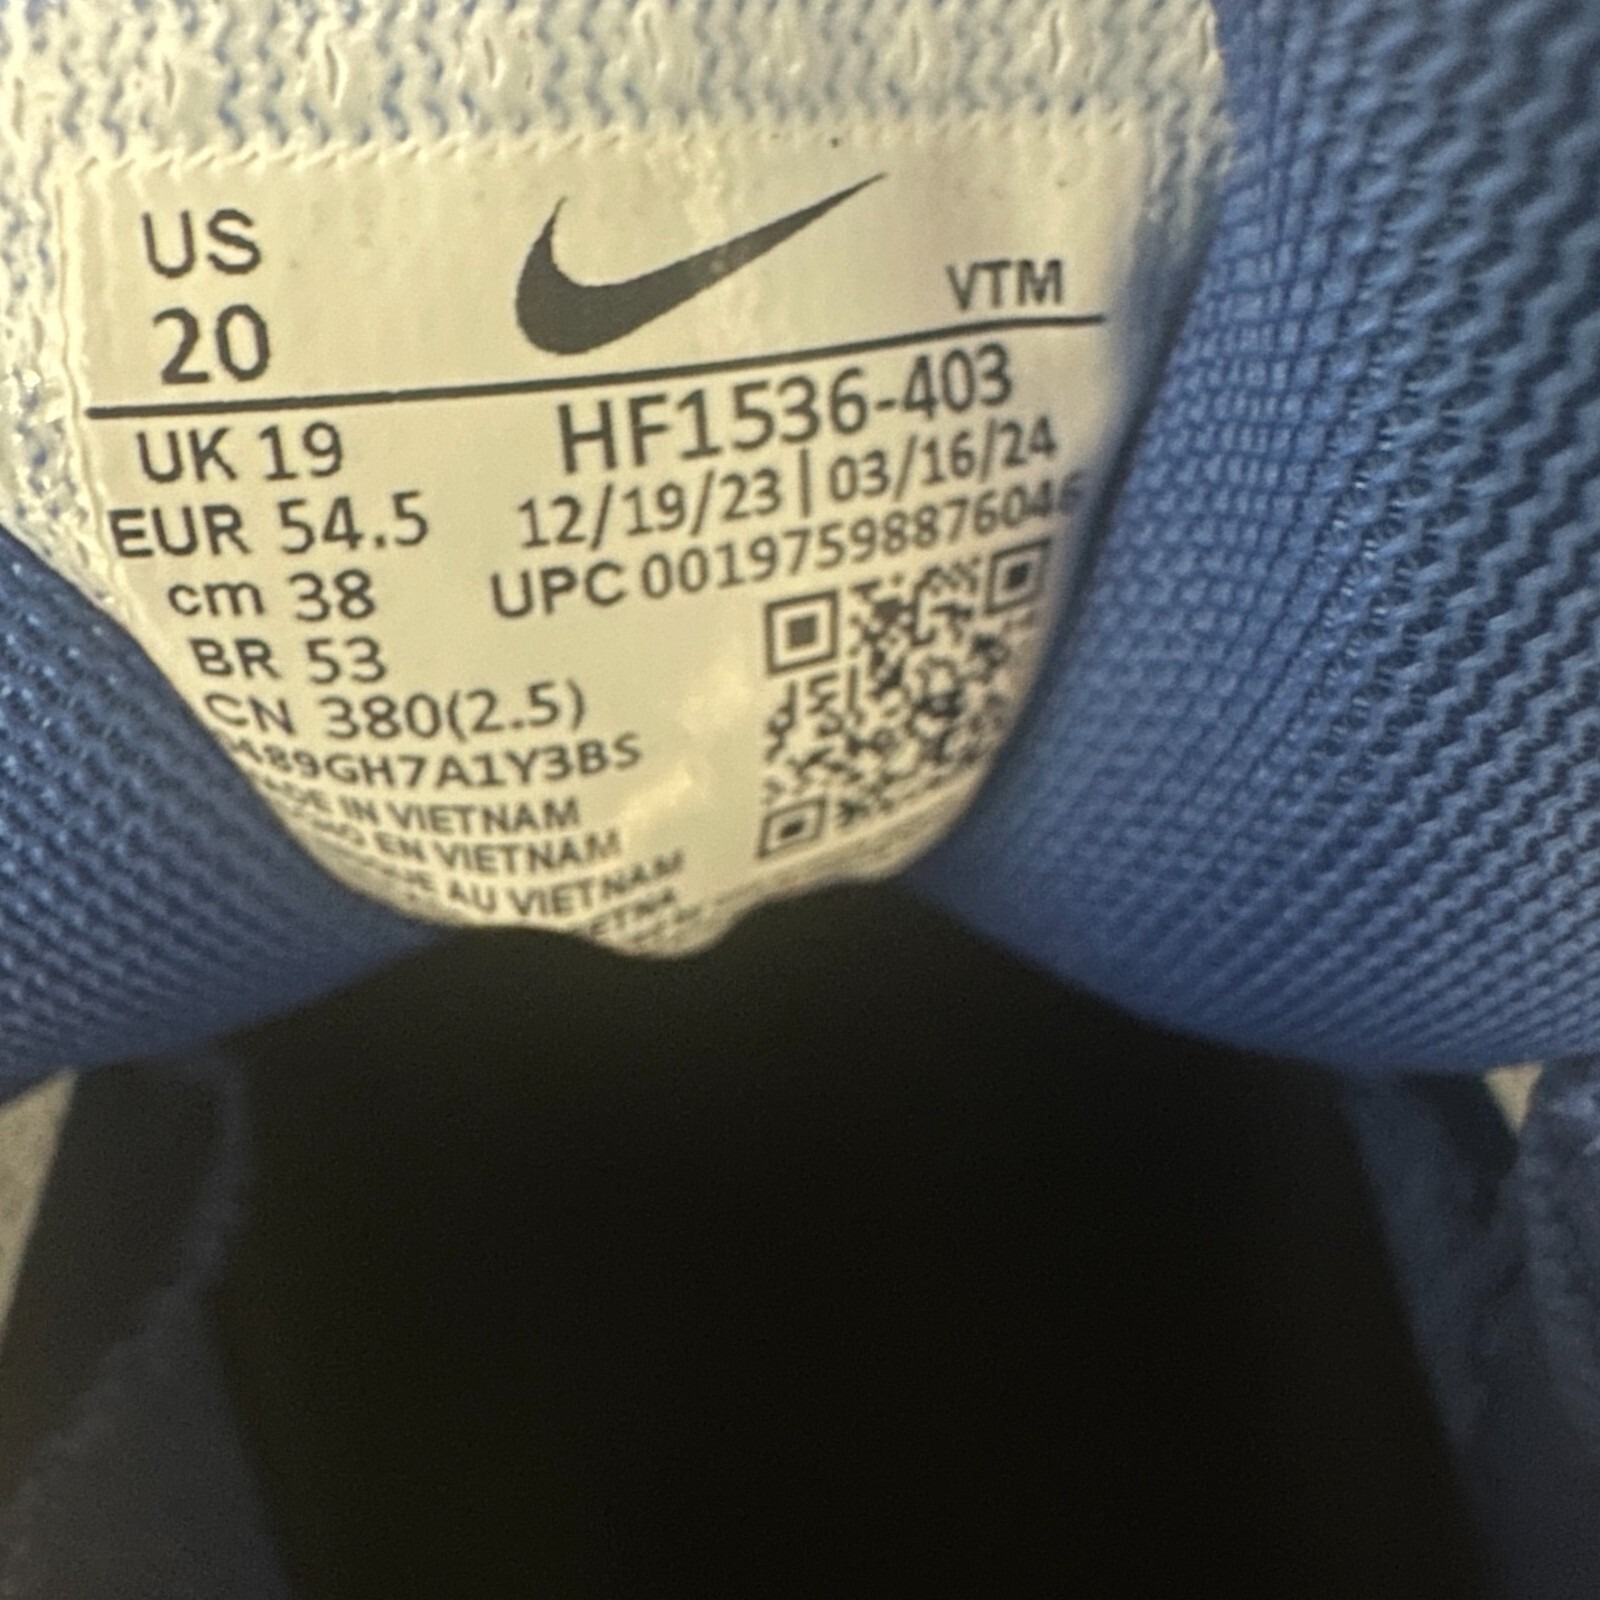 US
20
VTM
UK 19
HF1536-403
EUR 54.5
12/19/23 | 03/16/24
cm 38
UPC 00197598876046
BR 53
CN 380(2.5)
IN VIETNAM
EN VIETNAM
AU VIETNAM